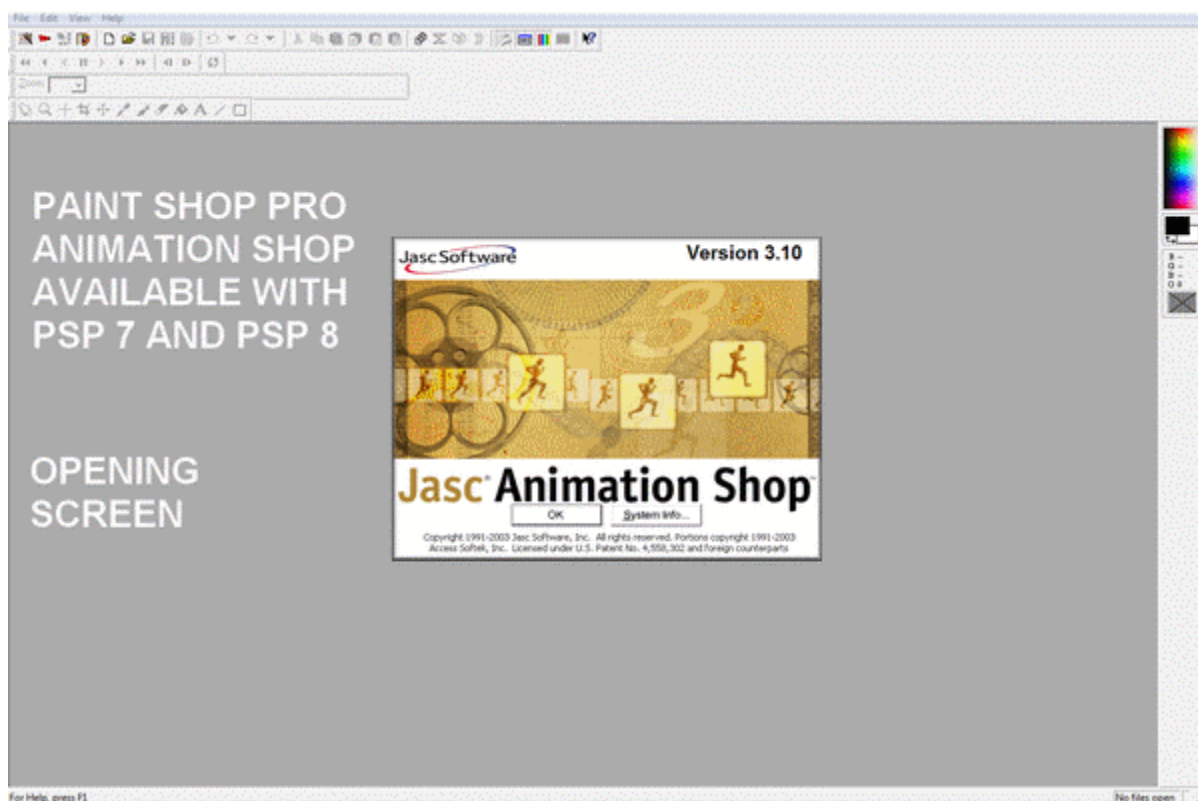 File Edit View Help
Zoom
PAINT SHOP PRO
ANIMATION SHOP
AVAILABLE WITH
PSP 7 AND PSP 8
OPENING
SCREEN
Jasc Software
Version 3.10
3
Jasc® Animation Shop™
OK System Info...
Copyright 1991-2003 Jasc Software, Inc. All rights reserved. Portions copyright 1991-2003
Access Softek, Inc. Licensed under U.S. Patent No. 4,558,302 and foreign counterparts
For Help, press F1
No files open